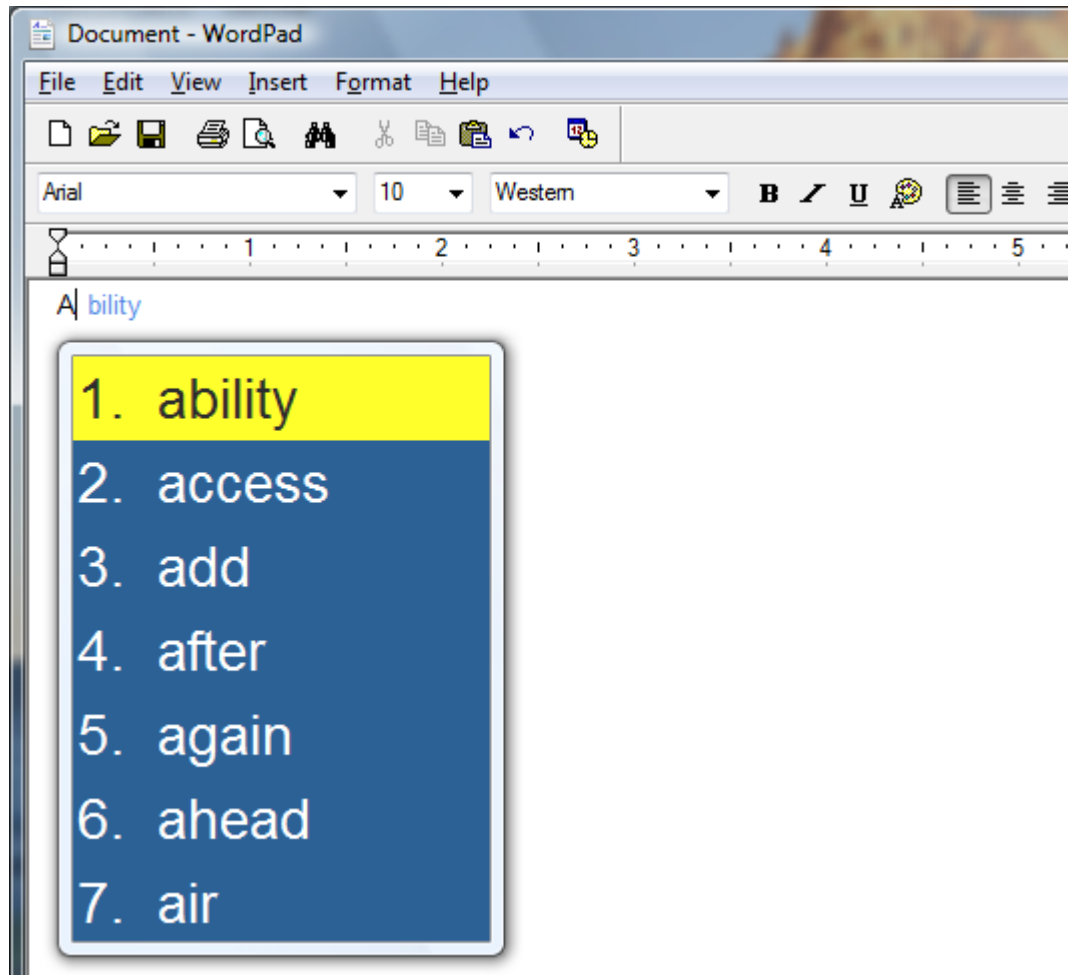 Document - WordPad
File Edit View Insert Format Help
Arial 10 Western B U
1 2 3 4 5
A bility
1. ability
2. access
3. add
4. after
5. again
6. ahead
7. air